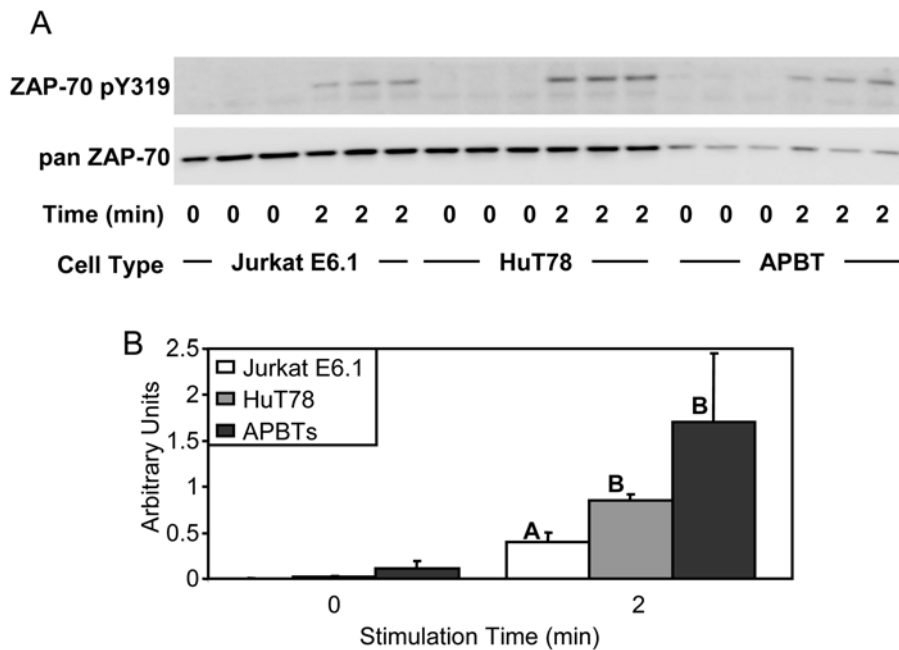 A
ZAP-70 pY319
pan ZAP-70
Time (min) 0 0 0 2 2 2 0 0 0 2 2 2 0 0 0 2 2 2
Cell Type Jurkat E6.1 HuT78 APBT
B
2.5
2
1.5
1
0.5
0
Arbitrary Units
Jurkat E6.1
HuT78
APBTs
A
B
B
0 2
Stimulation Time (min)